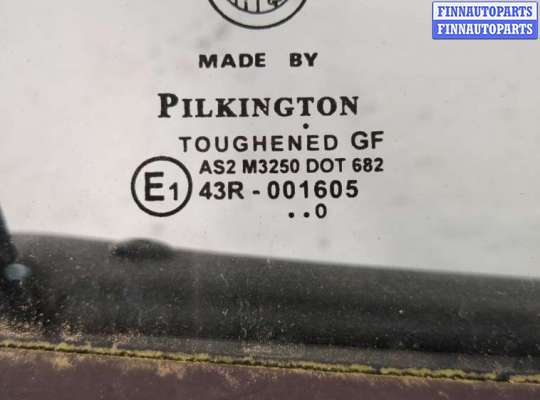 FINNAUTOPARTS
FINNAUTOPARTS
MADE BY
PILKINGTON
TOUGHENED GF
AS2 M3250 DOT 682
E1 43R - 001605
..0